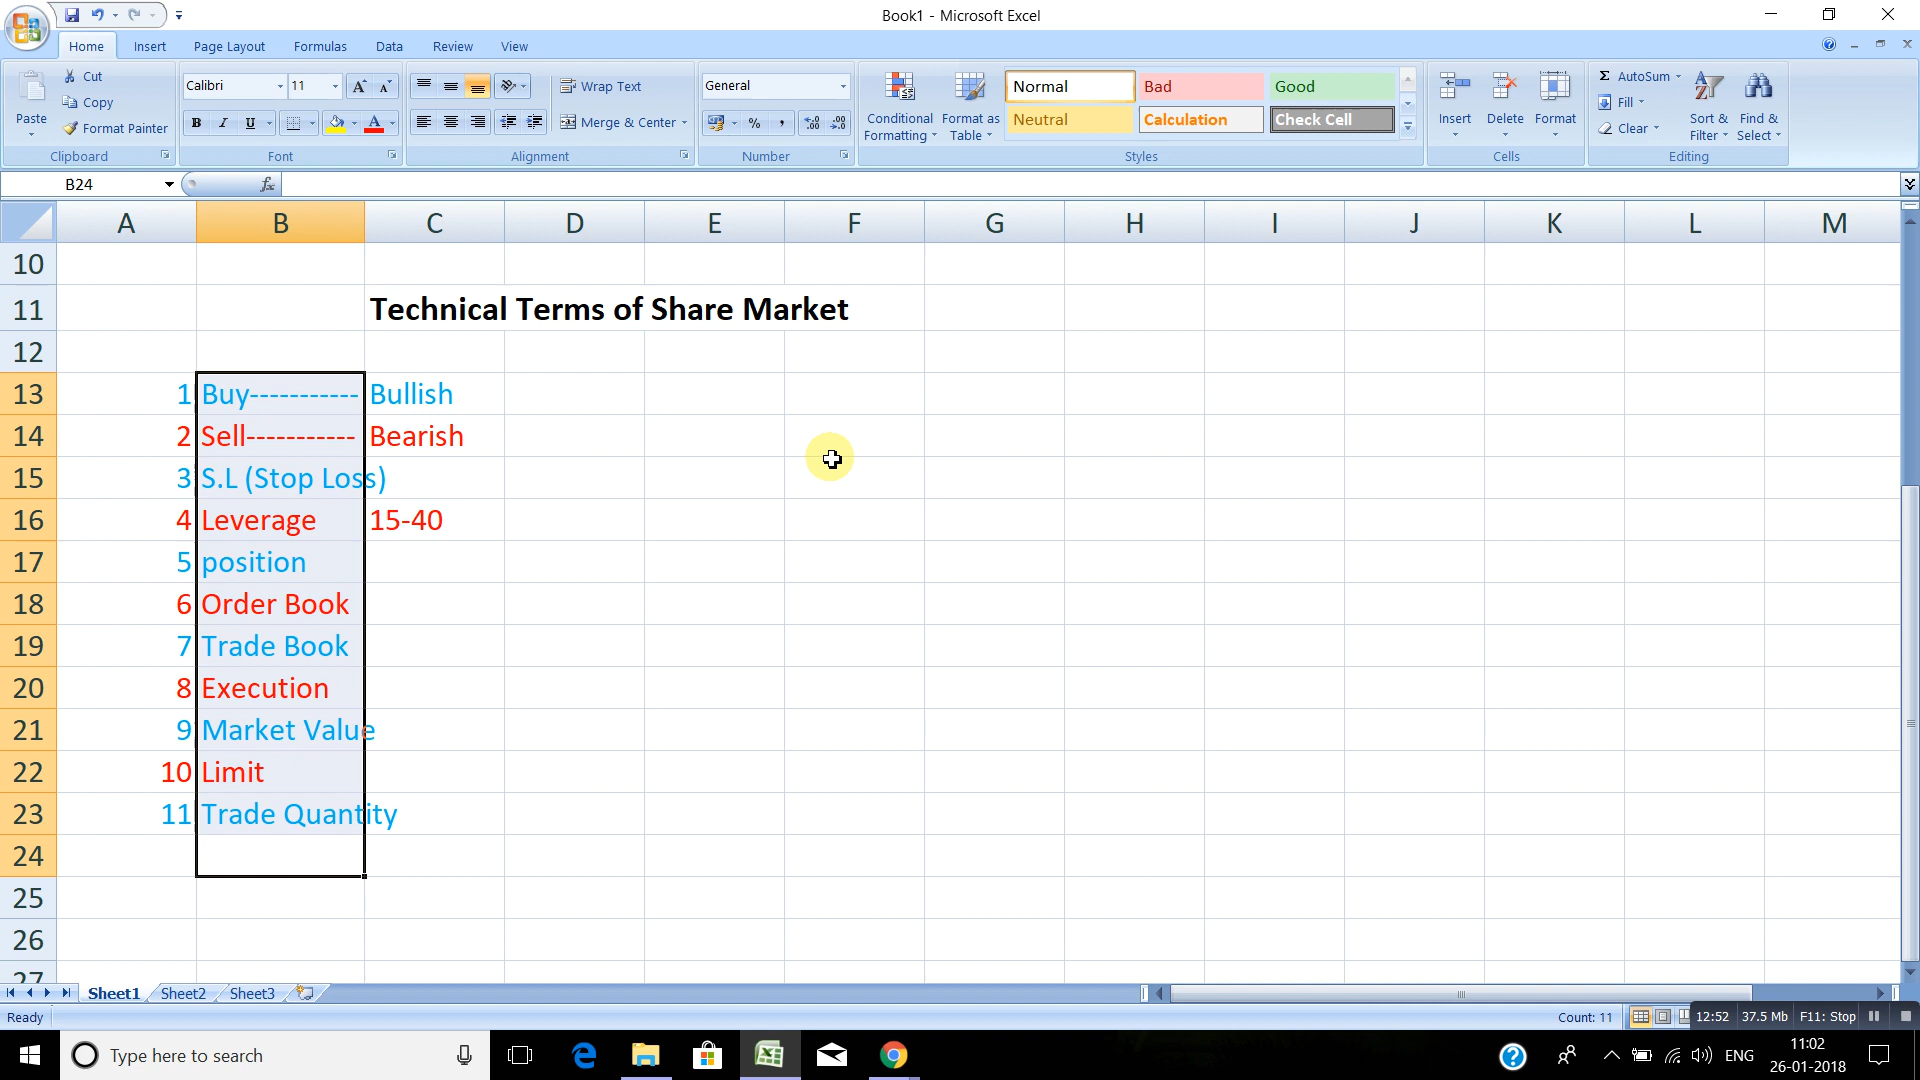 Book1 - Microsoft Excel
Home Insert Page Layout Formulas Data Review View
Cut
Copy
Format Painter
Paste
Clipboard
Calibri 11
B I U
Font
Wrap Text
Merge & Center
Alignment
General
%
Number
Conditional Formatting
Format as Table
Normal Bad Good
Neutral Calculation Check Cell
Styles
Insert Delete Format
Cells
Σ AutoSum
Fill
Clear
Sort & Filter
Find & Select
Editing
B24 fx
A B C D E F G H I J K L M
10
11 Technical Terms of Share Market
12
13 1 Buy----------- Bullish
14 2 Sell----------- Bearish
15 3 S.L (Stop Loss)
16 4 Leverage 15-40
17 5 position
18 6 Order Book
19 7 Trade Book
20 8 Execution
21 9 Market Value
22 10 Limit
23 11 Trade Quantity
24
25
26
27
Sheet1 Sheet2 Sheet3
Ready Count: 11 12:52 37.5 Mb F11: Stop
Type here to search
ENG
11:02
26-01-2018